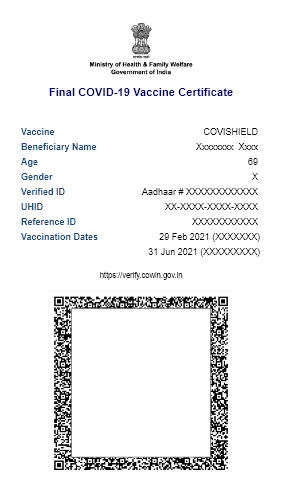 Ministry of Health & Family Welfare
Government of India
Final COVID-19 Vaccine Certificate
Vaccine COVISHIELD
Beneficiary Name Xxxxxxxx Xxxx
Age 69
Gender X
Verified ID Aadhaar # XXXXXXXXXXXX
UHID XX-XXXX-XXXX-XXXX
Reference ID XXXXXXXXXXX
Vaccination Dates 29 Feb 2021 (XXXXXXX)
31 Jun 2021 (XXXXXXXXX)
https://verify.cowin.gov.in